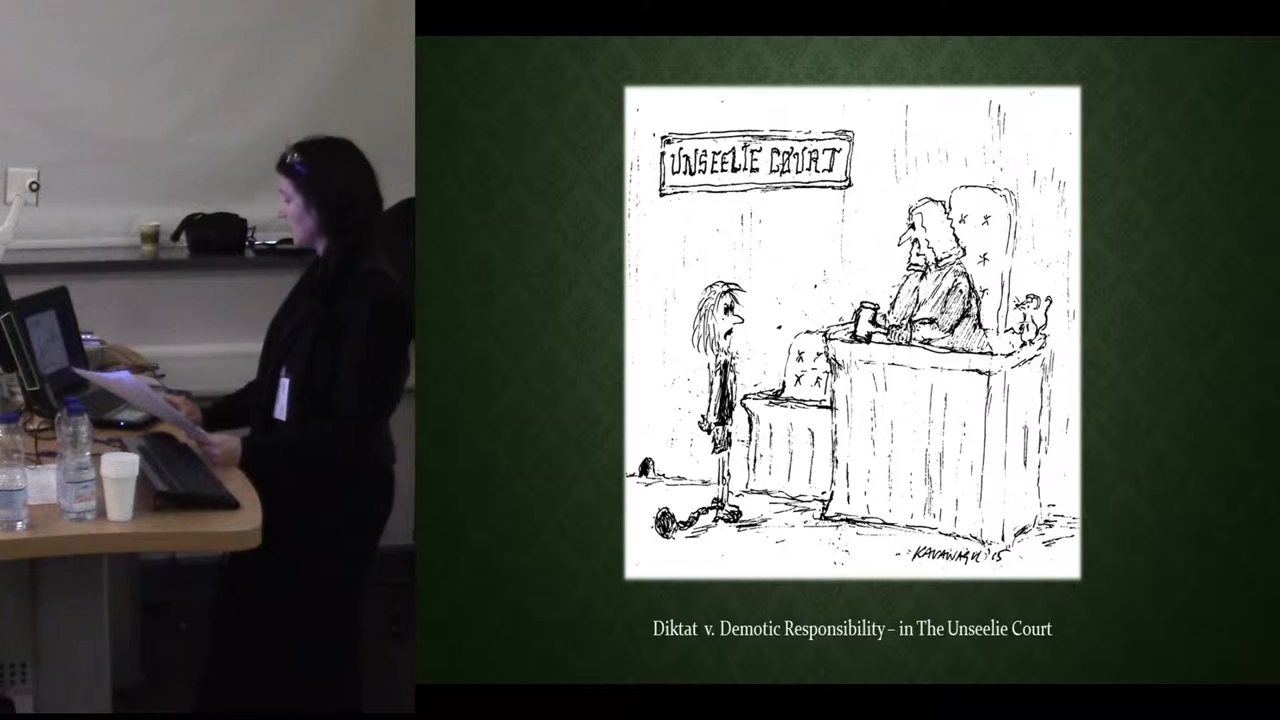 UNSEELIE COURT
KAVANAGH '15
Diktat v. Demotic Responsibility – in The Unseelie Court